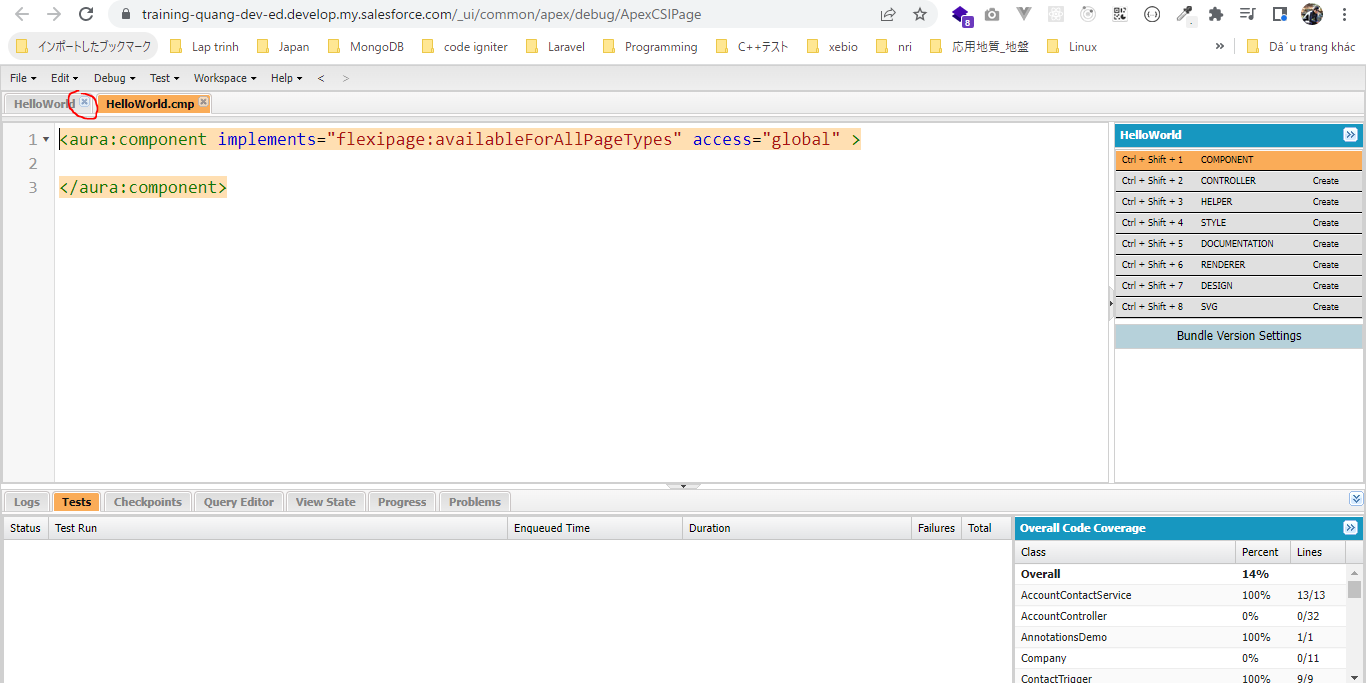 training-quang-dev-ed.develop.my.salesforce.com/_ui/common/apex/debug/ApexCSIPage
8
インポートしたブックマーク Lap trinh Japan MongoDB code igniter Laravel Programming C++テスト xebio nri 応用地質_地盤 Linux » Dấu trang khác
File Edit Debug Test Workspace Help < >
HelloWorld HelloWorld.cmp
1 <aura:component implements="flexipage:availableForAllPageTypes" access="global" >
2
3 </aura:component>
HelloWorld
Ctrl + Shift + 1 COMPONENT
Ctrl + Shift + 2 CONTROLLER Create
Ctrl + Shift + 3 HELPER Create
Ctrl + Shift + 4 STYLE Create
Ctrl + Shift + 5 DOCUMENTATION Create
Ctrl + Shift + 6 RENDERER Create
Ctrl + Shift + 7 DESIGN Create
Ctrl + Shift + 8 SVG Create
Bundle Version Settings
Logs Tests Checkpoints Query Editor View State Progress Problems
Status Test Run Enqueued Time Duration Failures Total
Overall Code Coverage
Class Percent Lines
Overall 14%
AccountContactService 100% 13/13
AccountController 0% 0/32
AnnotationsDemo 100% 1/1
Company 0% 0/11
ContactTrigger 100% 9/9